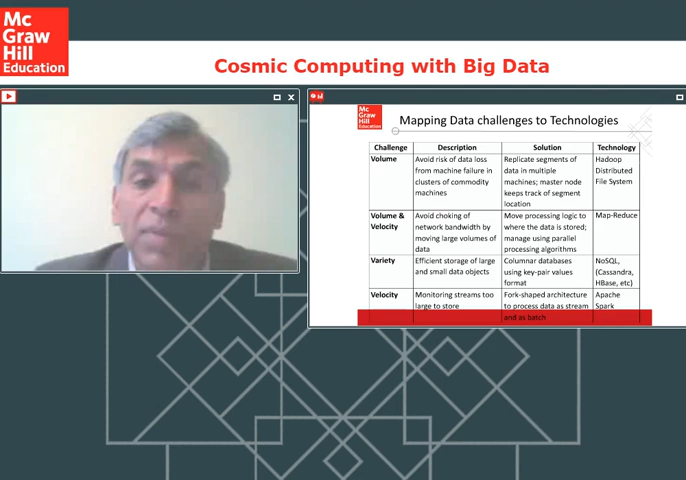 Mc
Graw
Hill
Education
Cosmic Computing with Big Data
Mc
Graw
Hill
Education
Mapping Data challenges to Technologies
Challenge Description Solution Technology
Volume Avoid risk of data loss Replicate segments of Hadoop
from machine failure in data in multiple Distributed
clusters of commodity machines; master node File System
machines keeps track of segment
location
Volume & Avoid choking of Move processing logic to Map-Reduce
Velocity network bandwidth by where the data is stored;
moving large volumes of manage using parallel
data processing algorithms
Variety Efficient storage of large Columnar databases NoSQL,
and small data objects using key-pair values (Cassandra,
format HBase, etc)
Velocity Monitoring streams too Fork-shaped architecture Apache
large to store to process data as stream Spark
and as batch